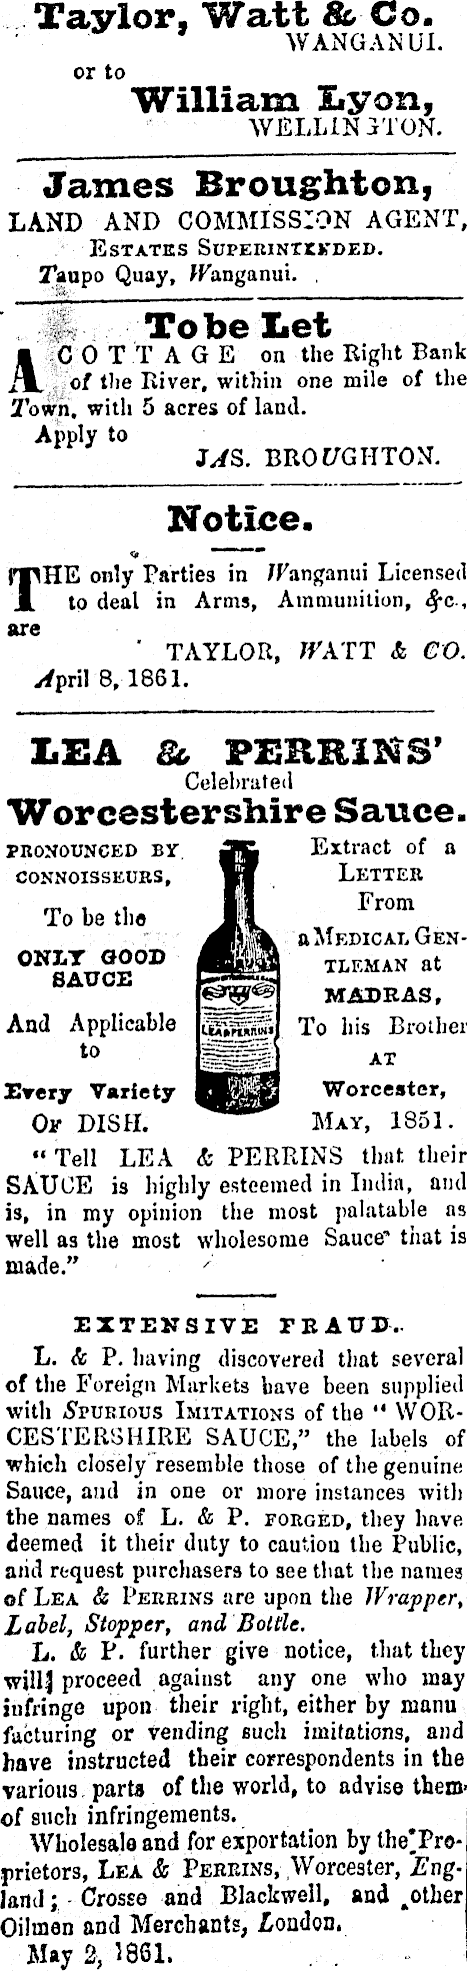 Taylor, Watt & Co.
WANGANUI.
or to
William Lyon,
WELLINGTON.
James Broughton,
LAND AND COMMISSION AGENT,
ESTATES SUPERINTENDED.
Taupo Quay, Wanganui.
To be Let
A COTTAGE on the Right Bank
of the River, within one mile of the
Town, with 5 acres of land.
Apply to
JAS. BROUGHTON.
Notice.
THE only Parties in Wanganui Licensed
to deal in Arms, Ammunition, &c.,
are
TAYLOR, WATT & CO.
April 8, 1861.
LEA & PERRINS'
Celebrated
Worcestershire Sauce.
PRONOUNCED BY
CONNOISSEURS,
To be the
ONLY GOOD
SAUCE
And Applicable
to
Every Variety
OF DISH.
LEA & PERRINS
Extract of a
LETTER
From
a MEDICAL GEN-
TLEMAN at
MADRAS,
To his Brother
AT
Worcester,
MAY, 1851.
"Tell LEA & PERRINS that their
SAUCE is highly esteemed in India, and
is, in my opinion the most palatable as
well as the most wholesome Sauce that is
made."
EXTENSIVE FRAUD.
L. & P. having discovered that several
of the Foreign Markets have been supplied
with SPURIOUS IMITATIONS of the "WOR-
CESTERSHIRE SAUCE," the labels of
which closely resemble those of the genuine
Sauce, and in one or more instances with
the names of L. & P. FORGED, they have
deemed it their duty to caution the Public,
and request purchasers to see that the names
of LEA & PERRINS are upon the Wrapper,
Label, Stopper, and Bottle.
L. & P. further give notice, that they
will proceed against any one who may
infringe upon their right, either by manu
facturing or vending such imitations, and
have instructed their correspondents in the
various parts of the world, to advise them
of such infringements.
Wholesale and for exportation by the Pro-
prietors, LEA & PERRINS, Worcester, Eng-
land; Crosse and Blackwell, and other
Oilmen and Merchants, London.
May 2, 1861.